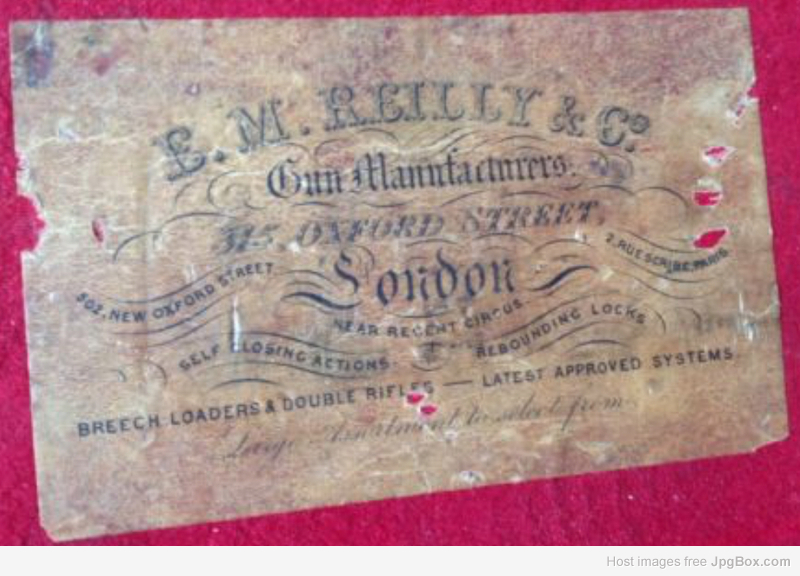 E. M. REILLY & Co.
Gun Manufacturers.
315, OXFORD STREET,
502, NEW OXFORD STREET
London
2, RUE SCRIBE, PARIS
NEAR REGENT CIRCUS
SELF CLOSING ACTIONS.
REBOUNDING LOCKS
BREECH LOADERS & DOUBLE RIFLES — LATEST APPROVED SYSTEMS
Large Assortment to select from
Host images free JpgBox.com